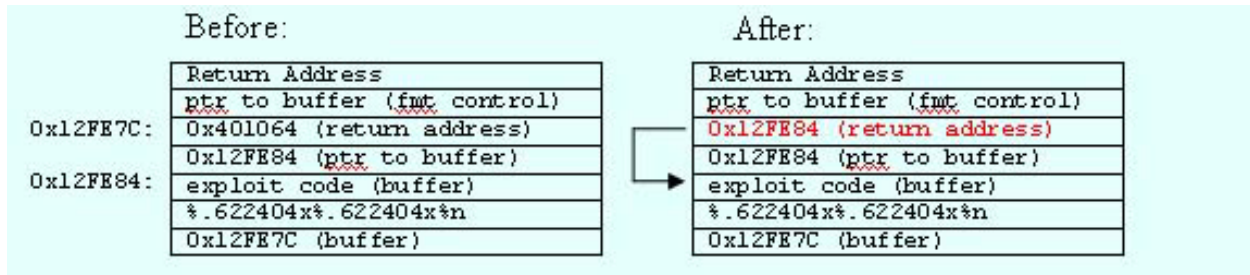 Before:
After:
Return Address
ptr to buffer (fmt control)
0x12FE7C:
0x401064 (return address)
0x12FE84 (ptr to buffer)
0x12FE84:
exploit code (buffer)
%.622404x%.622404x%n
0x12FE7C (buffer)
Return Address
ptr to buffer (fmt control)
0x12FE84 (return address)
0x12FE84 (ptr to buffer)
exploit code (buffer)
%.622404x%.622404x%n
0x12FE7C (buffer)